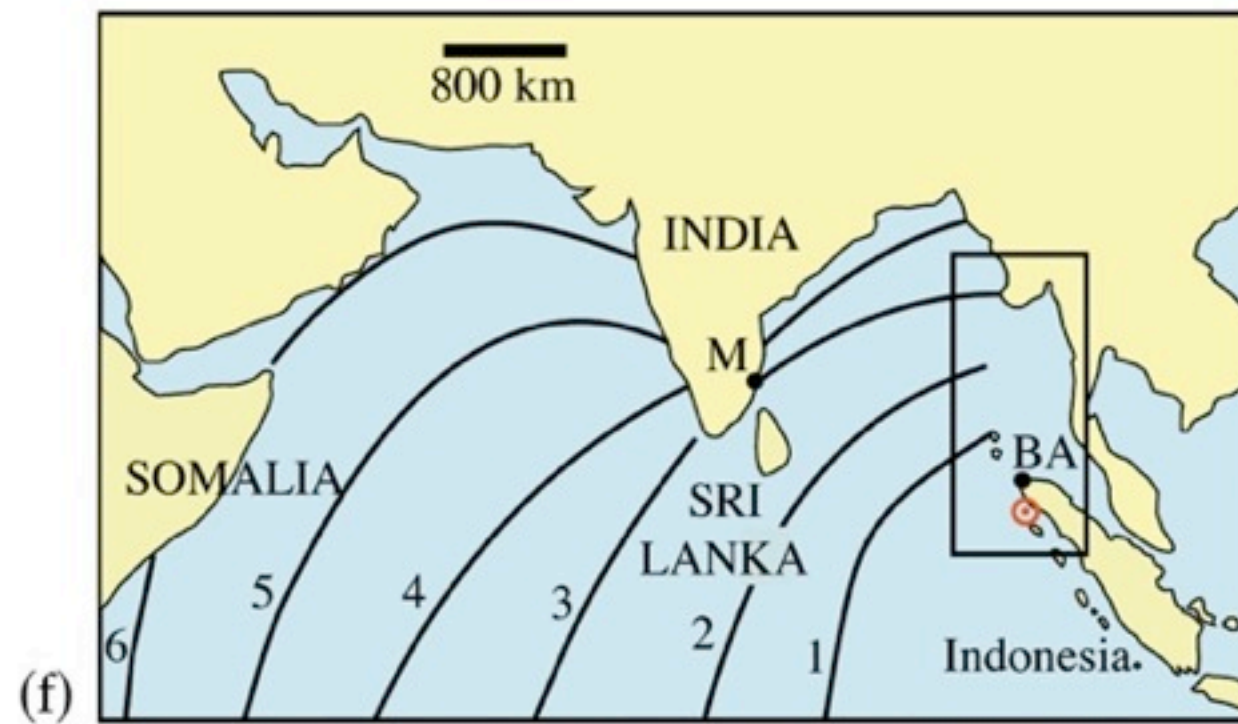 800 km
INDIA
M
BA
SOMALIA
SRI
LANKA
5
4
3
2
1
6
Indonesia
(f)